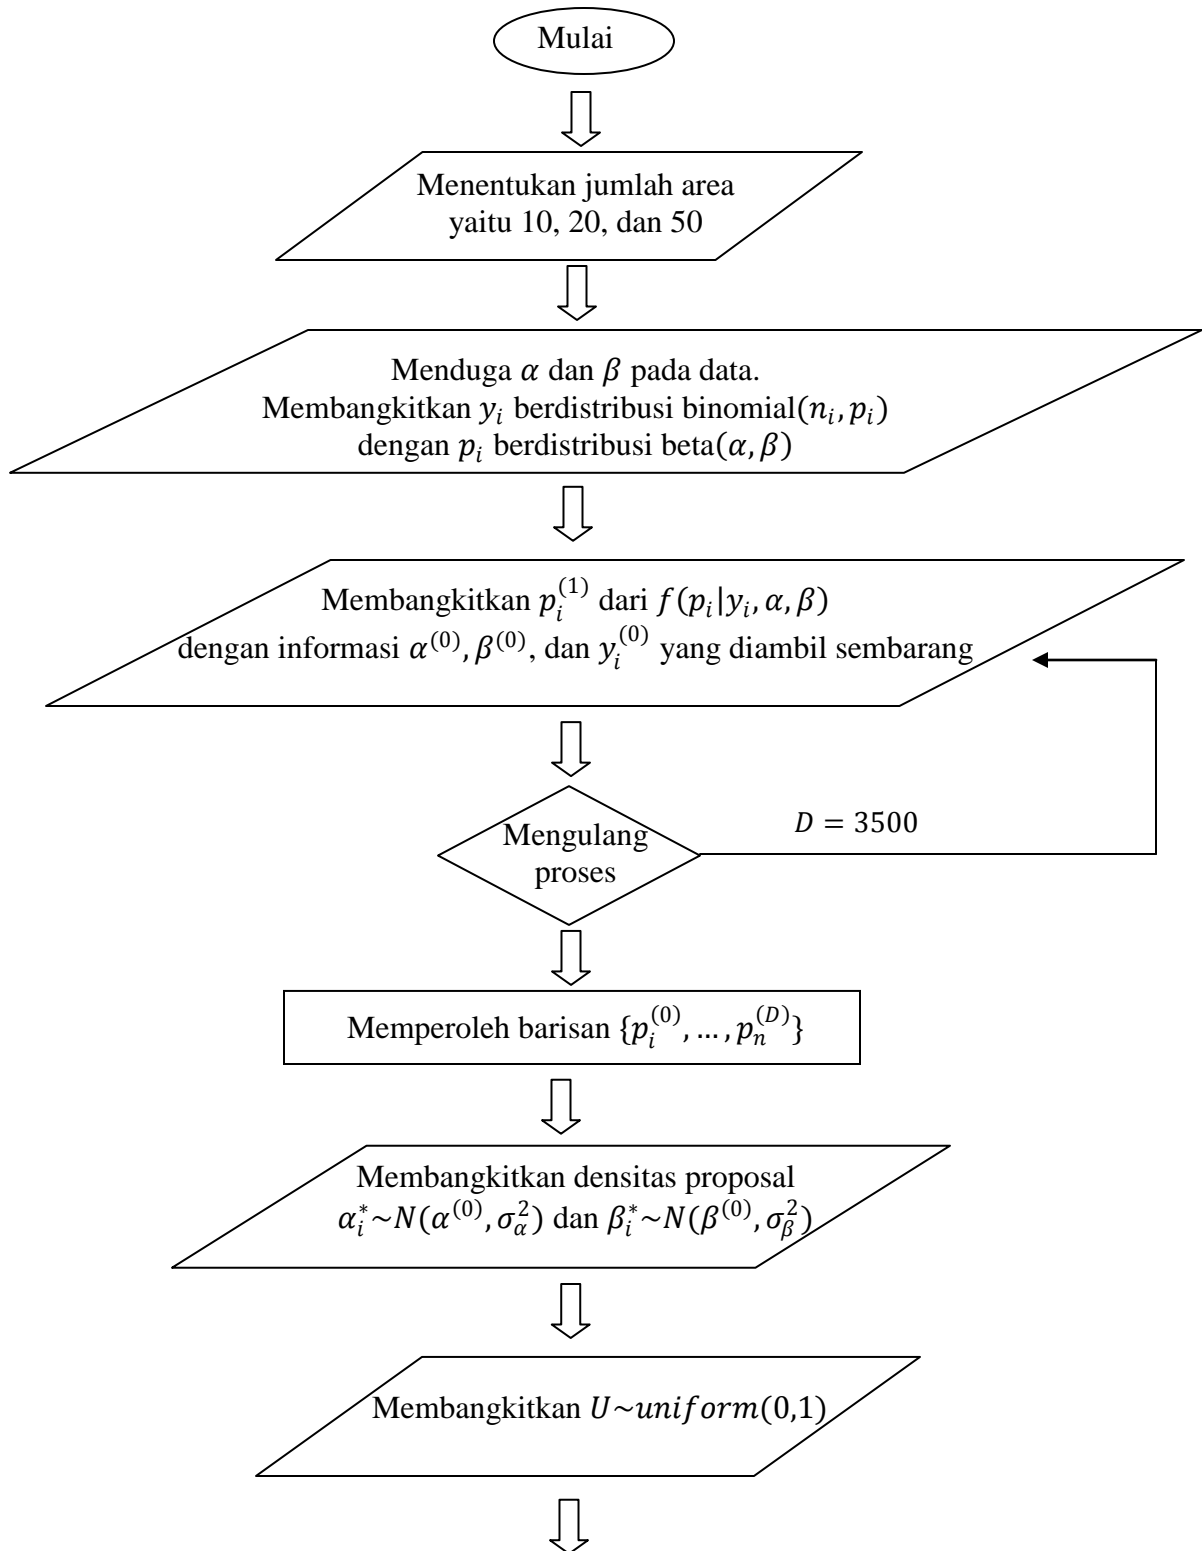 Mulai
Menentukan jumlah area
yaitu 10, 20, dan 50
Menduga α dan β pada data.
Membangkitkan y_i berdistribusi binomial(n_i, p_i)
dengan p_i berdistribusi beta(α, β)
Membangkitkan p_i^{(1)} dari f(p_i|y_i, α, β)
dengan informasi α^{(0)}, β^{(0)}, dan y_i^{(0)} yang diambil sembarang
Mengulang
proses
D = 3500
Memperoleh barisan {p_i^{(0)}, … , p_n^{(D)}}
Membangkitkan densitas proposal
α_i^*~N(α^{(0)}, σ_α^2) dan β_i^*~N(β^{(0)}, σ_β^2)
Membangkitkan U~uniform(0,1)